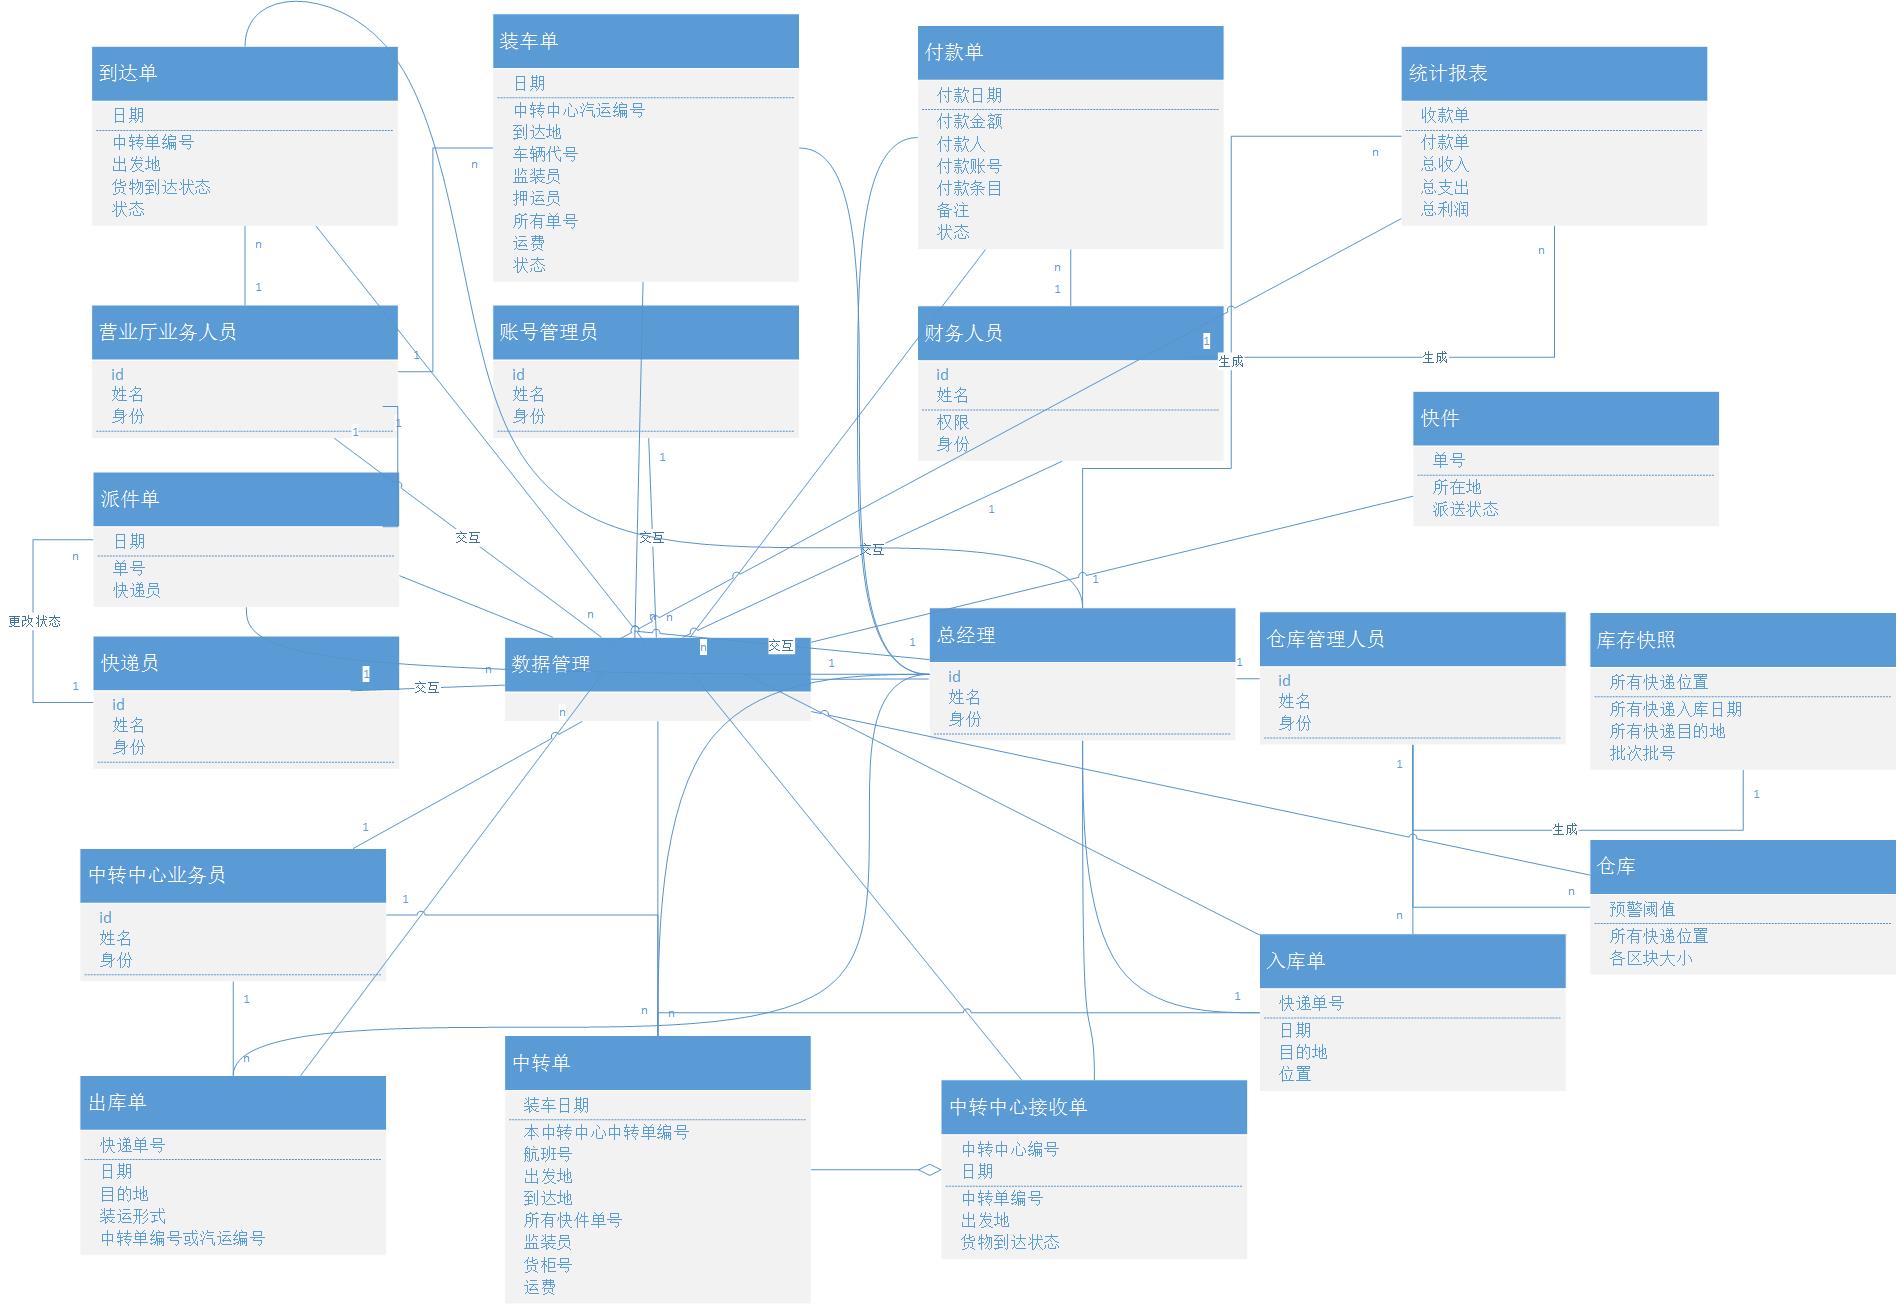 到达单
日期
中转单编号
出发地
货物到达状态
状态
n
1
装车单
日期
中转中心汽运编号
到达地
车辆代号
监装员
押运员
所有单号
运费
状态
n
付款单
付款日期
付款金额
付款人
付款账号
付款条目
备注
状态
n
1
统计报表
收款单
付款单
总收入
总支出
总利润
n
n
营业厅业务人员
id
姓名
身份
1
1
1
账号管理员
id
姓名
身份
1
财务人员
id
姓名
权限
身份
1
生成
生成
1
快件
单号
所在地
派送状态
派件单
日期
单号
快递员
n
更改状态
1
交互
交互
交互
1
n
n
n
快递员
id
姓名
身份
1
交互
n
数据管理
n
交互
n
1
1
总经理
id
姓名
身份
1
仓库管理人员
id
姓名
身份
1
库存快照
所有快递位置
所有快递入库日期
所有快递目的地
批次批号
1
生成
仓库
预警阈值
所有快递位置
各区块大小
n
n
1
中转中心业务员
id
姓名
身份
1
1
n
出库单
快递单号
日期
目的地
装运形式
中转单编号或汽运编号
n
n
中转单
装车日期
本中转中心中转单编号
航班号
出发地
到达地
所有快件单号
监装员
货柜号
运费
中转中心接收单
中转中心编号
日期
中转单编号
出发地
货物到达状态
1
入库单
快递单号
日期
目的地
位置